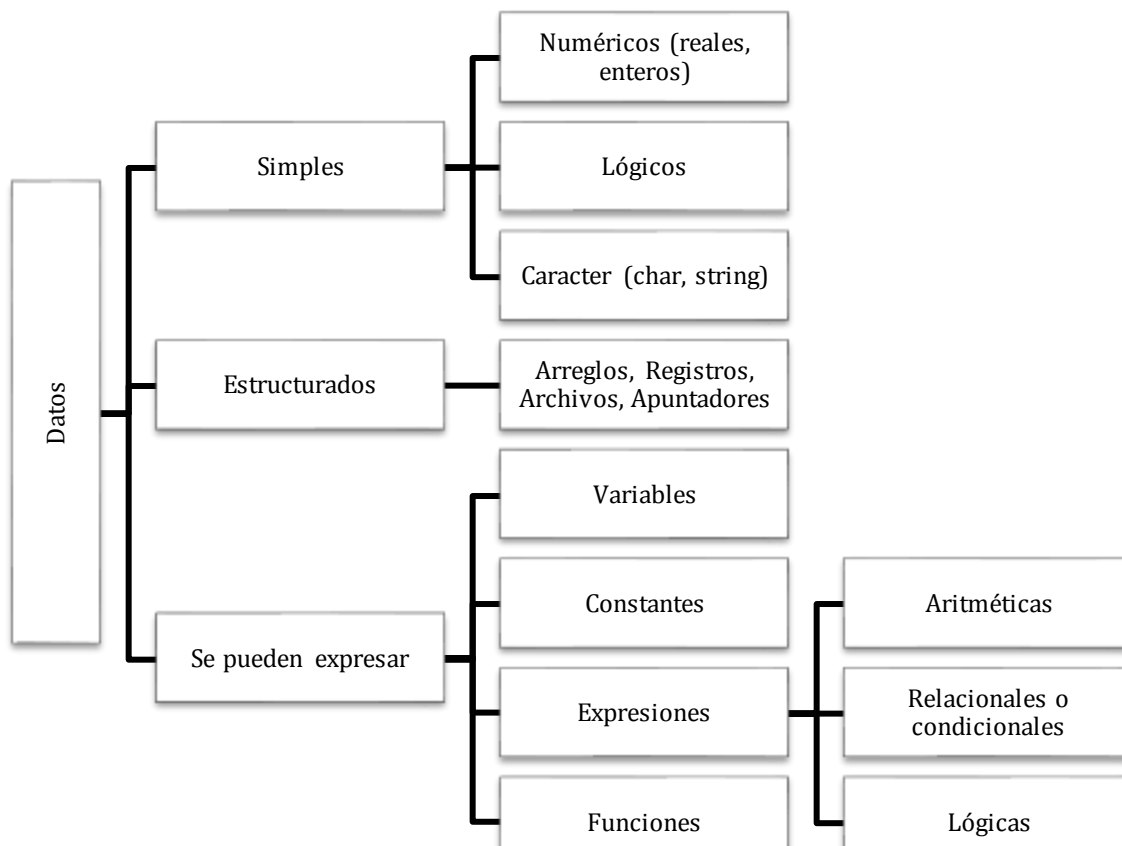 Datos
Simples
Numéricos (reales,
enteros)
Lógicos
Caracter (char, string)
Estructurados
Arreglos, Registros,
Archivos, Apuntadores
Se pueden expresar
Variables
Constantes
Expresiones
Aritméticas
Relacionales o
condicionales
Lógicas
Funciones